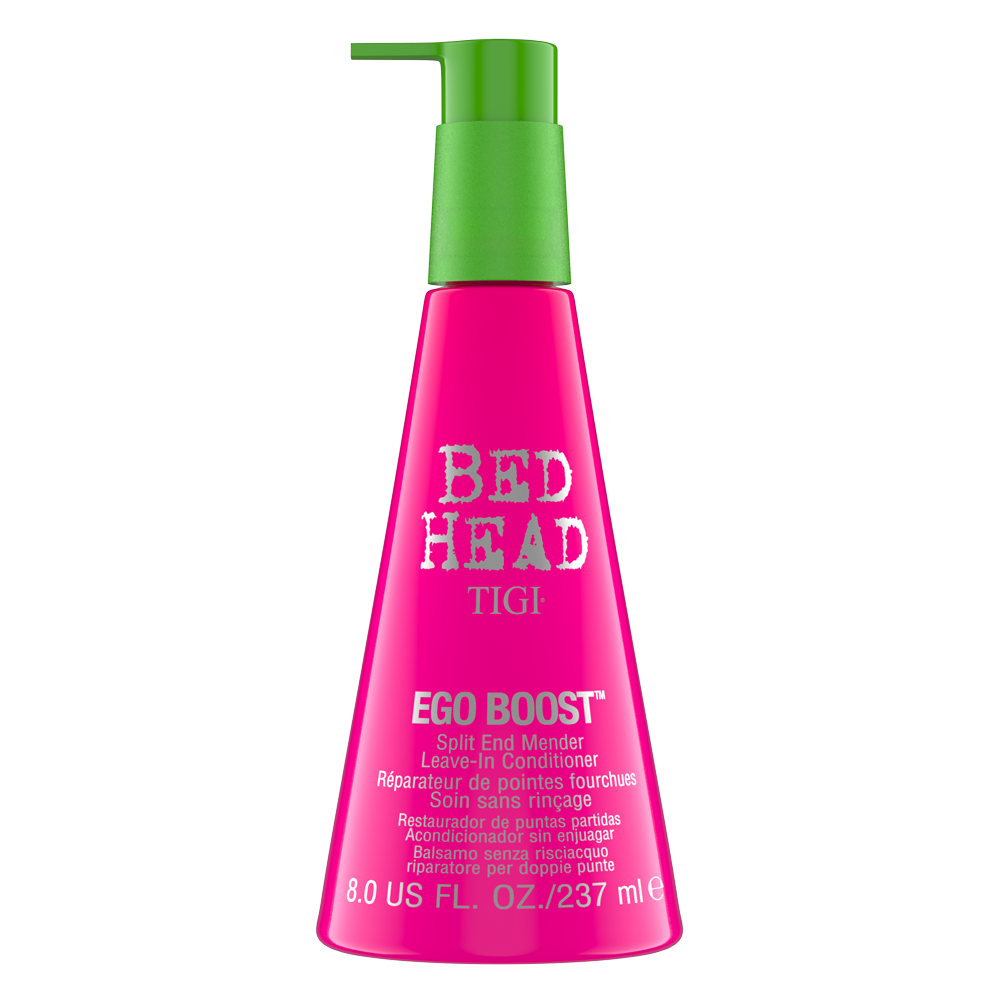 BED
HEAD
TIGI®
EGO BOOST™
Split End Mender
Leave-In Conditioner
Réparateur de pointes fourchues
Soin sans rinçage
Restaurador de puntas partidas
Acondicionador sin enjuagar
Balsamo senza risciacquo
riparatore per doppie punte
8.0 US FL. OZ./237 ml ℮